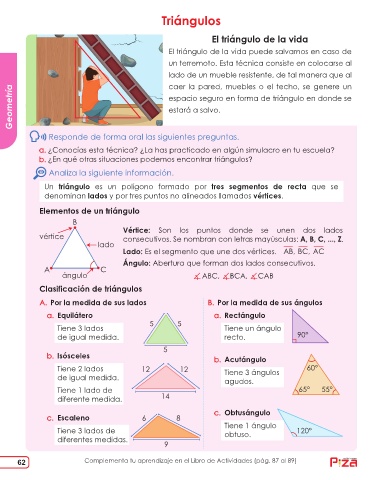 Triángulos
El triángulo de la vida
El triángulo de la vida puede salvarnos en caso de
un terremoto. Esta técnica consiste en colocarse al
lado de un mueble resistente, de tal manera que al
caer la pared, muebles o el techo, se genere un
espacio seguro en forma de triángulo en donde se
estará a salvo.
Geometría
Responde de forma oral las siguientes preguntas.
a. ¿Conocías esta técnica? ¿La has practicado en algún simulacro en tu escuela?
b. ¿En qué otras situaciones podemos encontrar triángulos?
Analiza la siguiente información.
Un triángulo es un polígono formado por tres segmentos de recta que se
denominan lados y por tres puntos no alineados llamados vértices.
Elementos de un triángulo
B
vértice
lado
A
C
ángulo
Vértice: Son los puntos donde se unen dos lados
consecutivos. Se nombran con letras mayúsculas: A, B, C, ..., Z.
Lado: Es el segmento que une dos vértices. AB, BC, AC
Ángulo: Abertura que forman dos lados consecutivos.
∡ ABC, ∡ BCA, ∡ CAB
Clasificación de triángulos
A. Por la medida de sus lados
a. Equilátero
Tiene 3 lados
de igual medida.
5 5
5
b. Isósceles
Tiene 2 lados
de igual medida.
Tiene 1 lado de
diferente medida.
12 12
14
c. Escaleno
Tiene 3 lados de
diferentes medidas.
6 8
9
B. Por la medida de sus ángulos
a. Rectángulo
Tiene un ángulo
recto.
90°
b. Acutángulo
Tiene 3 ángulos
agudos.
60°
65° 55°
c. Obtusángulo
Tiene 1 ángulo
obtuso.
120°
62
Complementa tu aprendizaje en el Libro de Actividades (pág. 87 al 89)
P:za